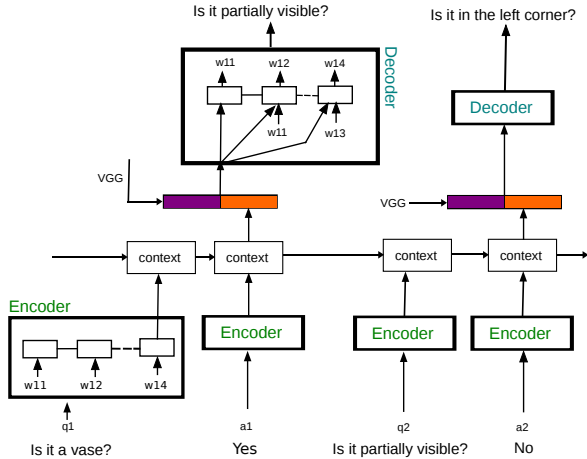 Is it partially visible?
Is it in the left corner?
w11 w12 w14
Decoder
w11 w13
Decoder
VGG
VGG
context context context context
Encoder
Encoder Encoder Encoder
w11 w12 w14
q1 a1 q2 a2
Is it a vase? Yes Is it partially visible? No